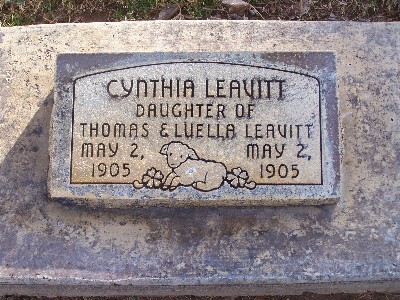 CYNTHIA LEAVITT
DAUGHTER OF
THOMAS & LUELLA LEAVITT
MAY 2, MAY 2,
1905 1905